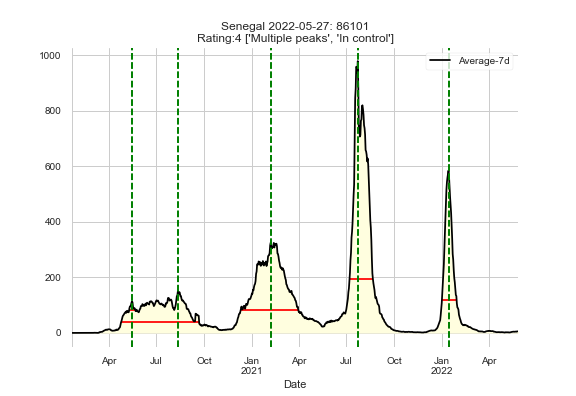 Senegal 2022-05-27: 86101
Rating:4 ['Multiple peaks', 'In control']
Average-7d
1000
800
600
400
200
0
Apr Jul Oct Jan Apr Jul Oct Jan Apr
2021 2022
Date